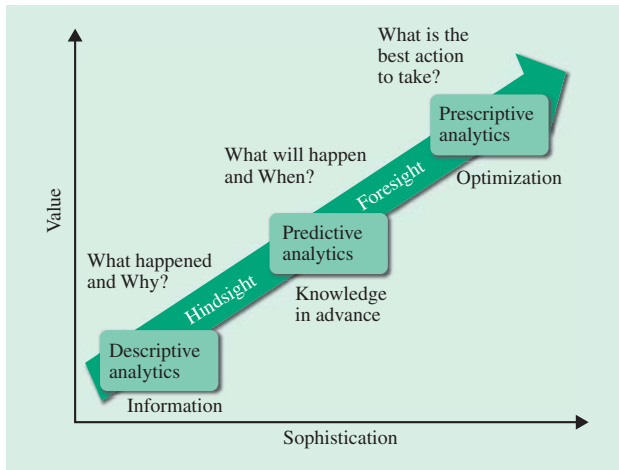 What is the
best action
to take?
Prescriptive
analytics
Optimization
Foresight
What will happen
and When?
Predictive
analytics
Knowledge
in advance
Hindsight
What happened
and Why?
Descriptive
analytics
Information
Value
Sophistication